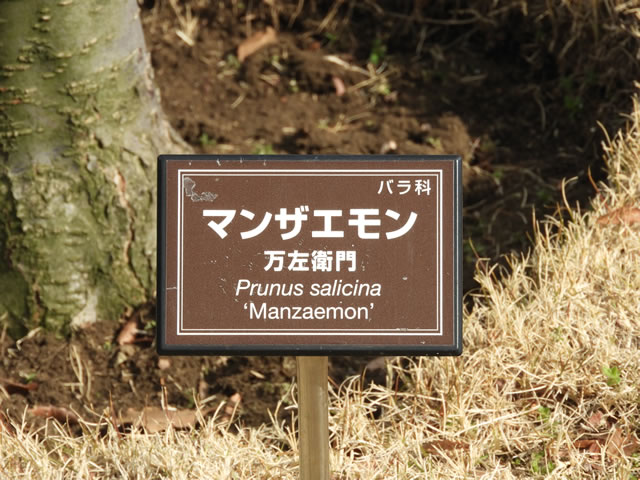 バラ科
マンザエモン
万左衛門
Prunus salicina
‘Manzaemon’